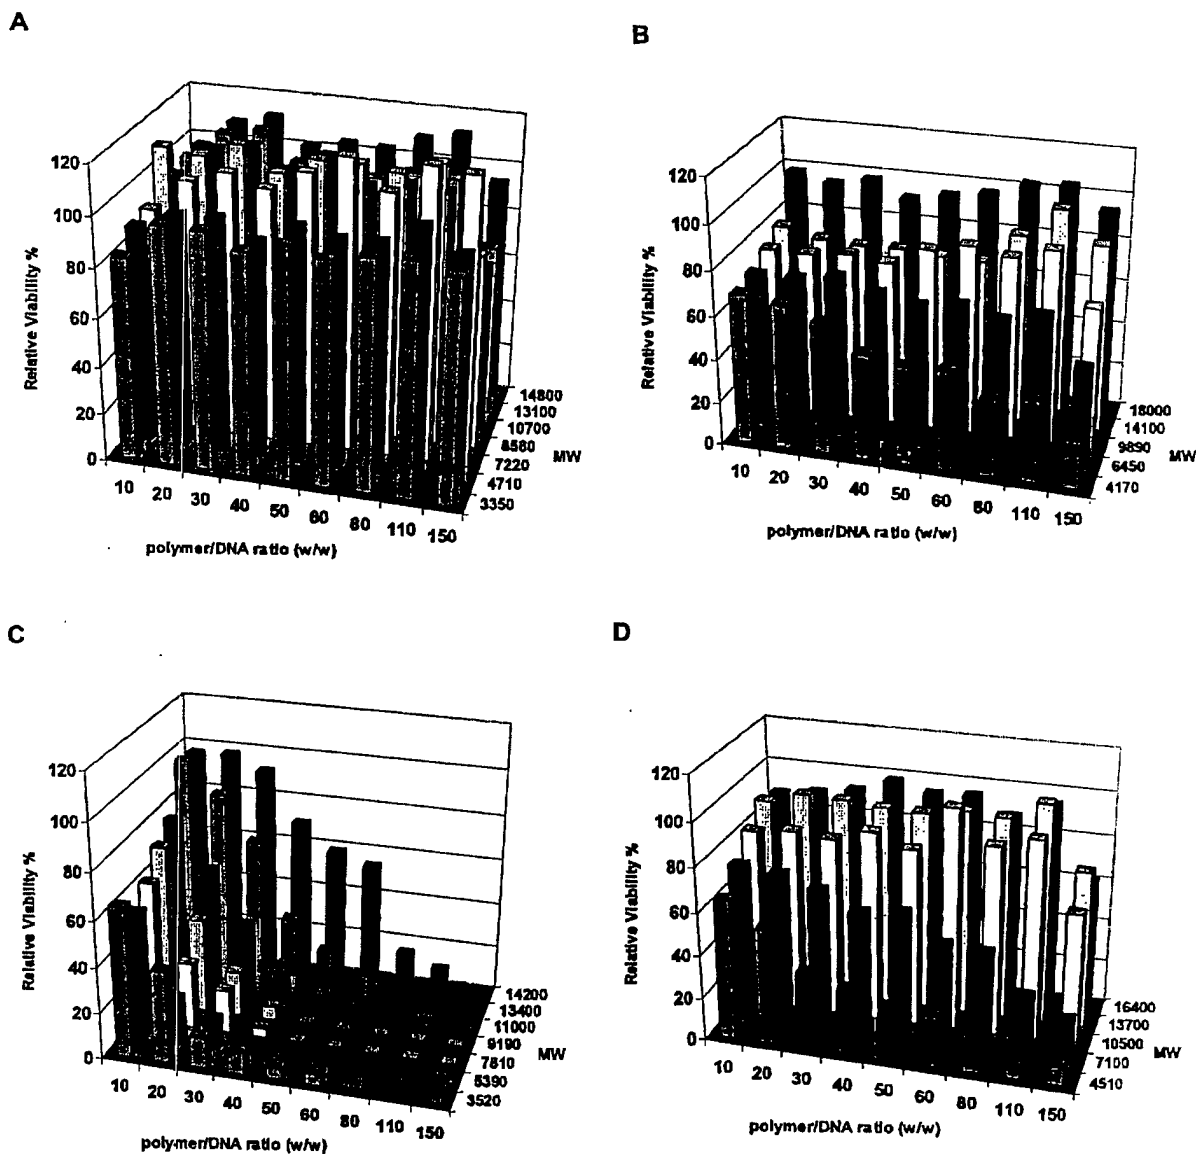 A
Relative Viability %
120
100
80
60
40
20
0
10 20 30 40 50 60 80 110 150
polymer/DNA ratio (w/w)
14800
13100
10700
8580
7220
4710
3350
MW
B
Relative Viability %
120
100
80
60
40
20
0
10 20 30 40 50 60 80 110 150
polymer/DNA ratio (w/w)
18000
14100
9890
6450
4170
MW
C
Relative Viability %
120
100
80
60
40
20
0
10 20 30 40 50 60 80 110 150
polymer/DNA ratio (w/w)
14200
13400
11000
9190
7810
5390
3520
MW
D
Relative Viability %
120
100
80
60
40
20
0
10 20 30 40 50 60 80 110 150
polymer/DNA ratio (w/w)
16400
13700
10500
7100
4510
MW